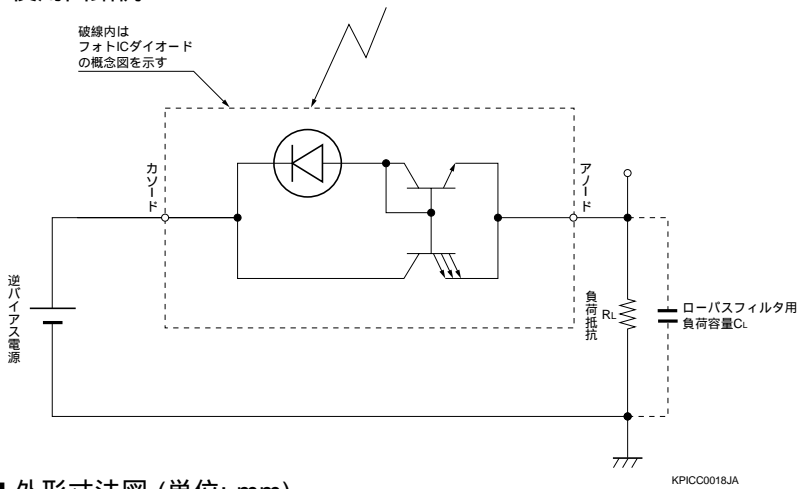 破線内は
フォトICダイオード
の概念図を示す
カソード
アノード
逆バイアス電源
負荷抵抗
RL
ローパスフィルタ用
負荷容量CL
KPICC0018JA
外形寸法図 (単位: mm)